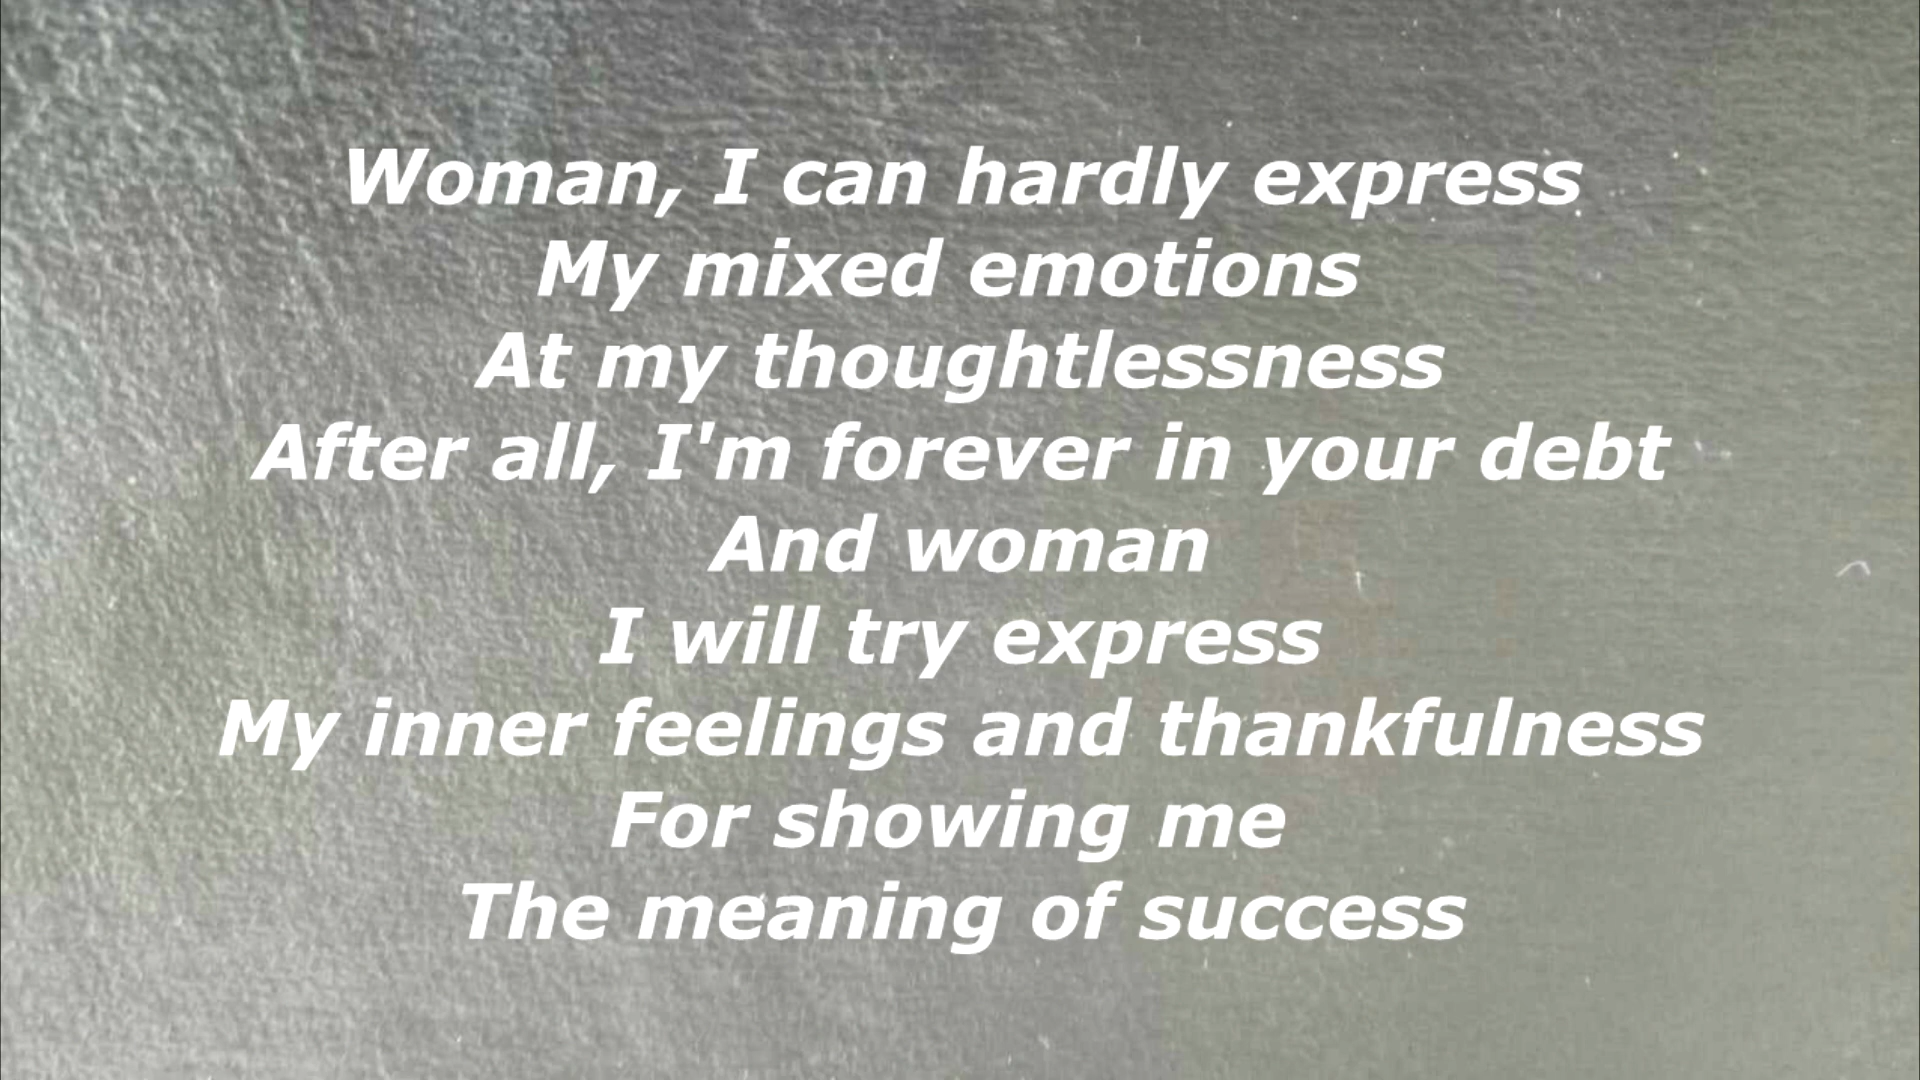 Woman, I can hardly express
My mixed emotions
At my thoughtlessness
After all, I'm forever in your debt
And woman
I will try express
My inner feelings and thankfulness
For showing me
The meaning of success